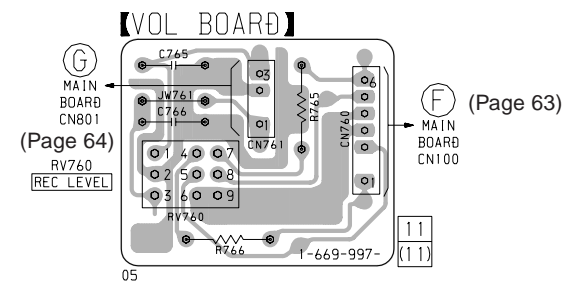 【VOL BOARD】
G
MAIN
BOARD
CN801
(Page 64)
RV760
REC LEVEL
C765
JW761
C766
3
1
CN761
R765
6
CN760
1
F
(Page 63)
MAIN
BOARD
CN100
1 4 7
2 5 8
3 6 9
RV760
R766
1-669-997-
11
(11)
05